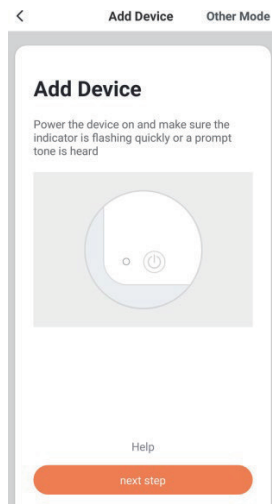 Add Device
Other Mode
Add Device
Power the device on and make sure the
indicator is flashing quickly or a prompt
tone is heard
Help
next step